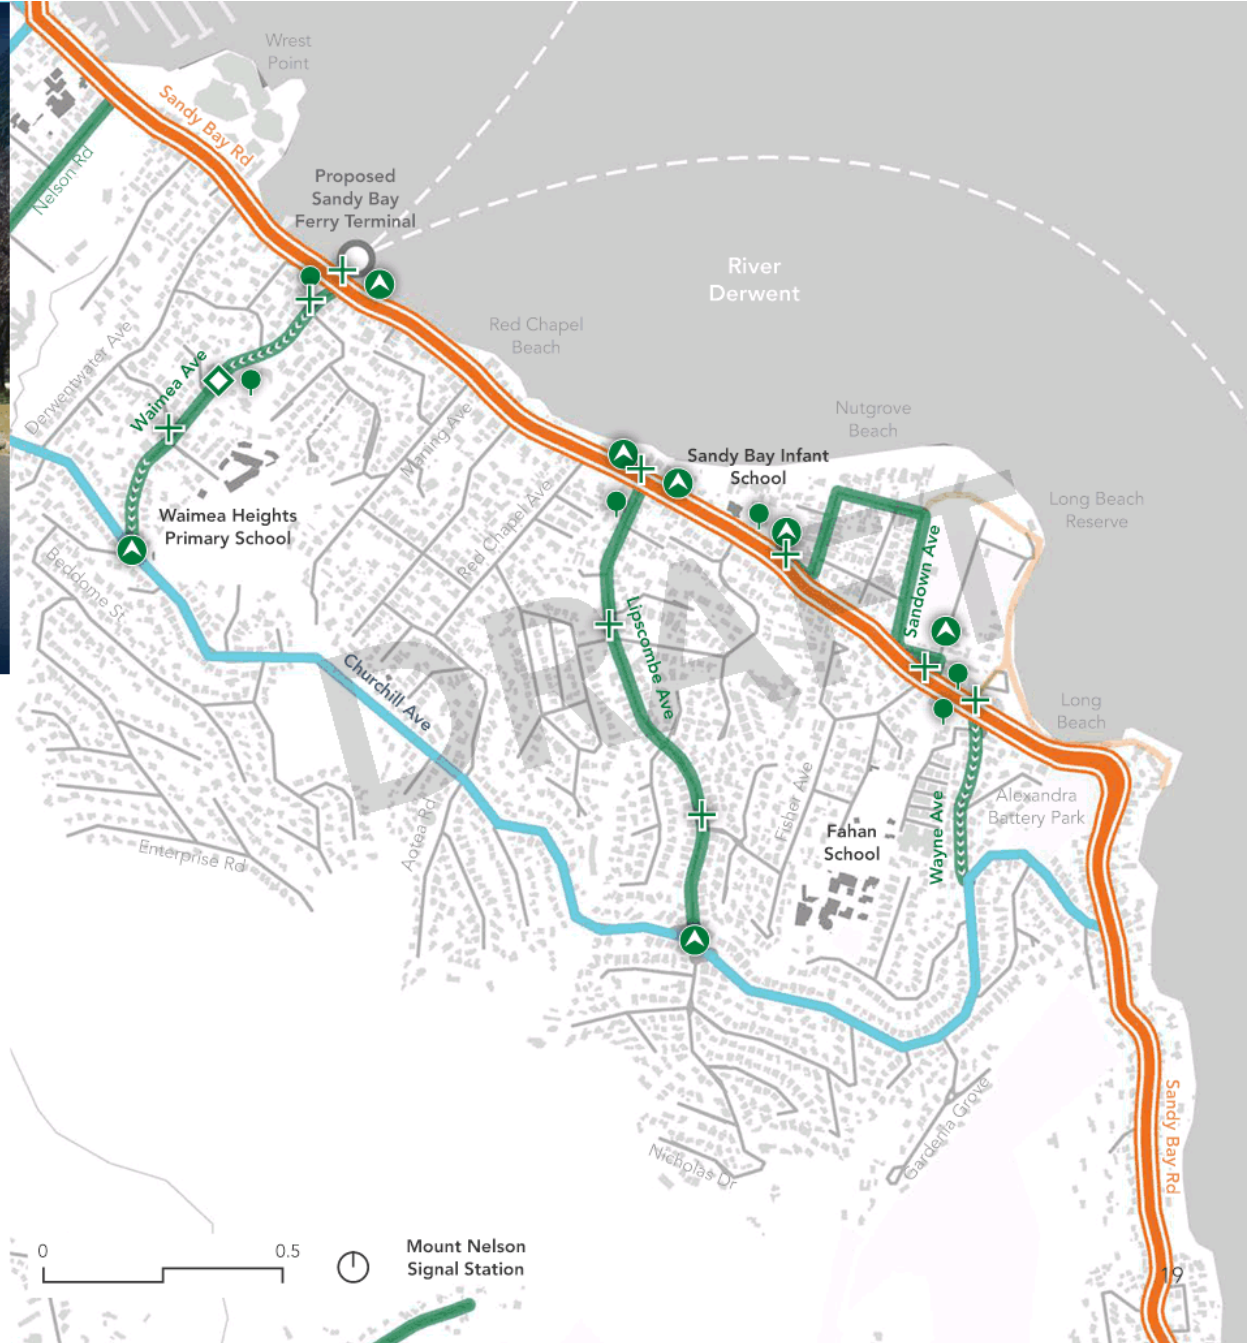 Wrest
Point
Sandy Bay Rd
Nelson Rd
Proposed
Sandy Bay
Ferry Terminal
River
Derwent
Red Chapel
Beach
Derwentwater Ave
Waimea Ave
Maning Ave
Nutgrove
Beach
Sandy Bay Infant
School
Long Beach
Reserve
Waimea Heights
Primary School
Red Chapel Ave
Beddome St
Sandown Ave
Lipscombe Ave
DRAFT
Churchill Ave
Long
Beach
Enterprise Rd
Aotea Rd
Fisher Ave
Fahan
School
Wayne Ave
Alexandra
Battery Park
Nicholas Dr
Gardenia Grove
Sandy Bay Rd
0
0.5
Mount Nelson
Signal Station
19